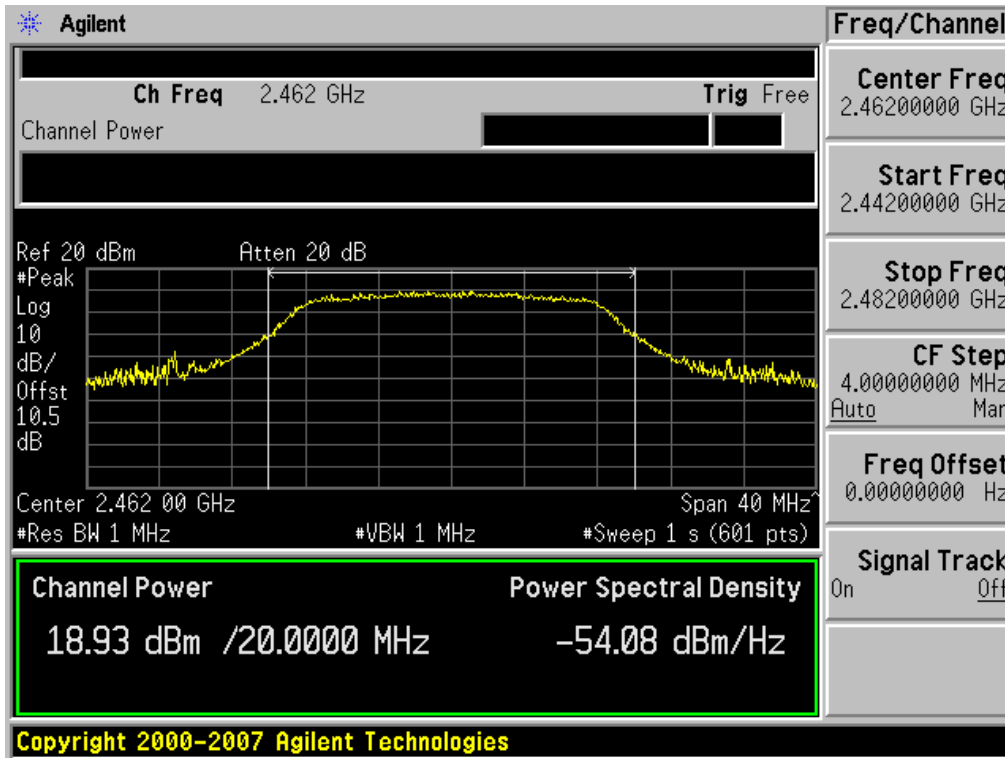 Agilent
Freq/Channel
Ch Freq 2.462 GHz Trig Free
Channel Power
Ref 20 dBm Atten 20 dB
#Peak
Log
10
dB/
Offst
10.5
dB
Center 2.462 00 GHz Span 40 MHz^
#Res BW 1 MHz #VBW 1 MHz #Sweep 1 s (601 pts)
Channel Power Power Spectral Density
18.93 dBm /20.0000 MHz -54.08 dBm/Hz
Copyright 2000-2007 Agilent Technologies
Center Freq
2.46200000 GHz
Start Freq
2.44200000 GHz
Stop Freq
2.48200000 GHz
CF Step
4.00000000 MHz
Auto Man
Freq Offset
0.00000000 Hz
Signal Track
On Off